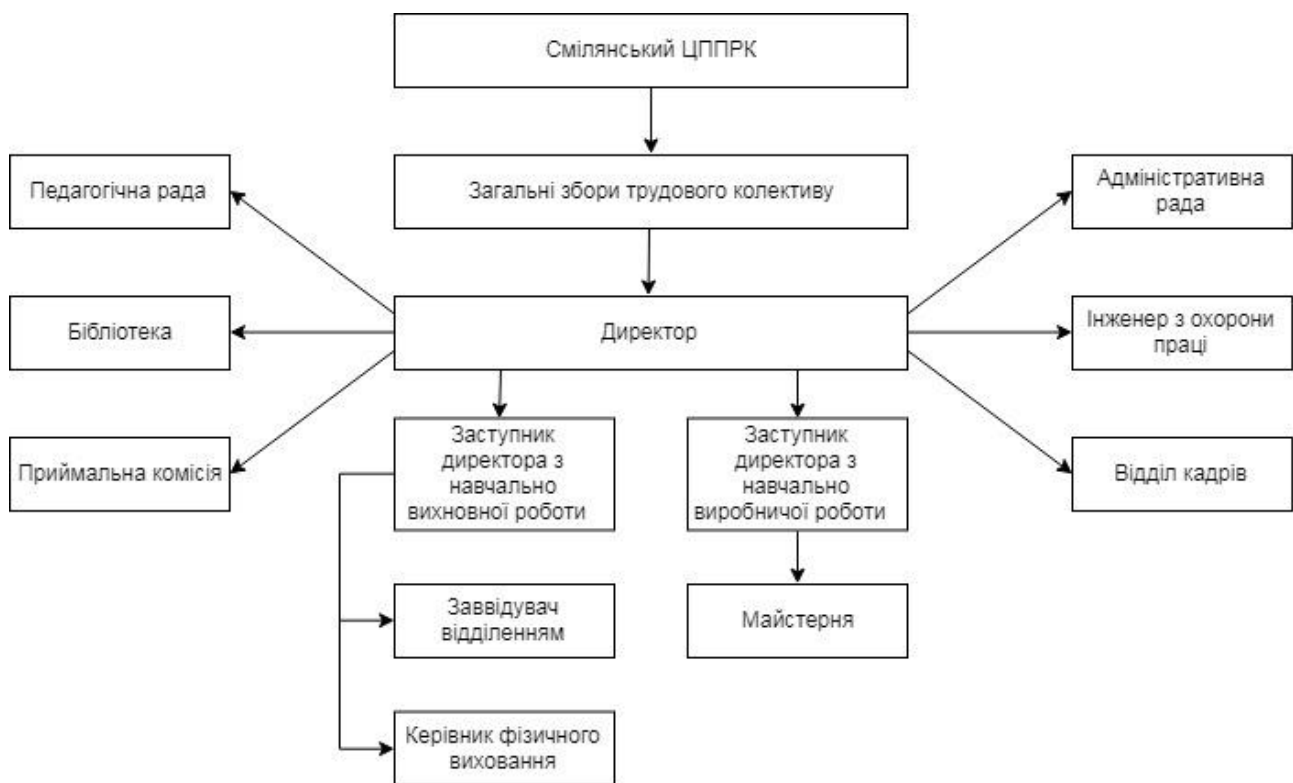 Смілянський ЦППРК
Педагогічна рада
Загальні збори трудового колективу
Адміністративна
рада
Бібліотека
Директор
Інженер з охорони
праці
Приймальна комісія
Заступник
директора з
навчально
вихновної роботи
Заступник
директора з
навчально
виробничої роботи
Відділ кадрів
Заввідувач
відділенням
Майстерня
Керівник фізичного
виховання